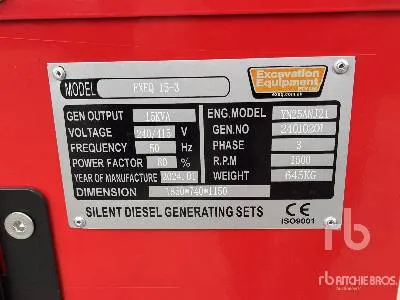 MODEL EXEQ 15-3
Excavation
Equipment
GEN OUTPUT 15KVA
VOLTAGE 240/415 V
FREQUENCY 50 Hz
POWER FACTOR 80 %
YEAR OF MANUFACTURE 2024.01
DIMENSION 1850*740*1150
ENG.MODEL YN25ANJ21
GEN.NO 24010201
PHASE 3
R.P.M 1500
WEIGHT 645KG
SILENT DIESEL GENERATING SETS
CE
ISO9001
rb
RITCHIE BROS.